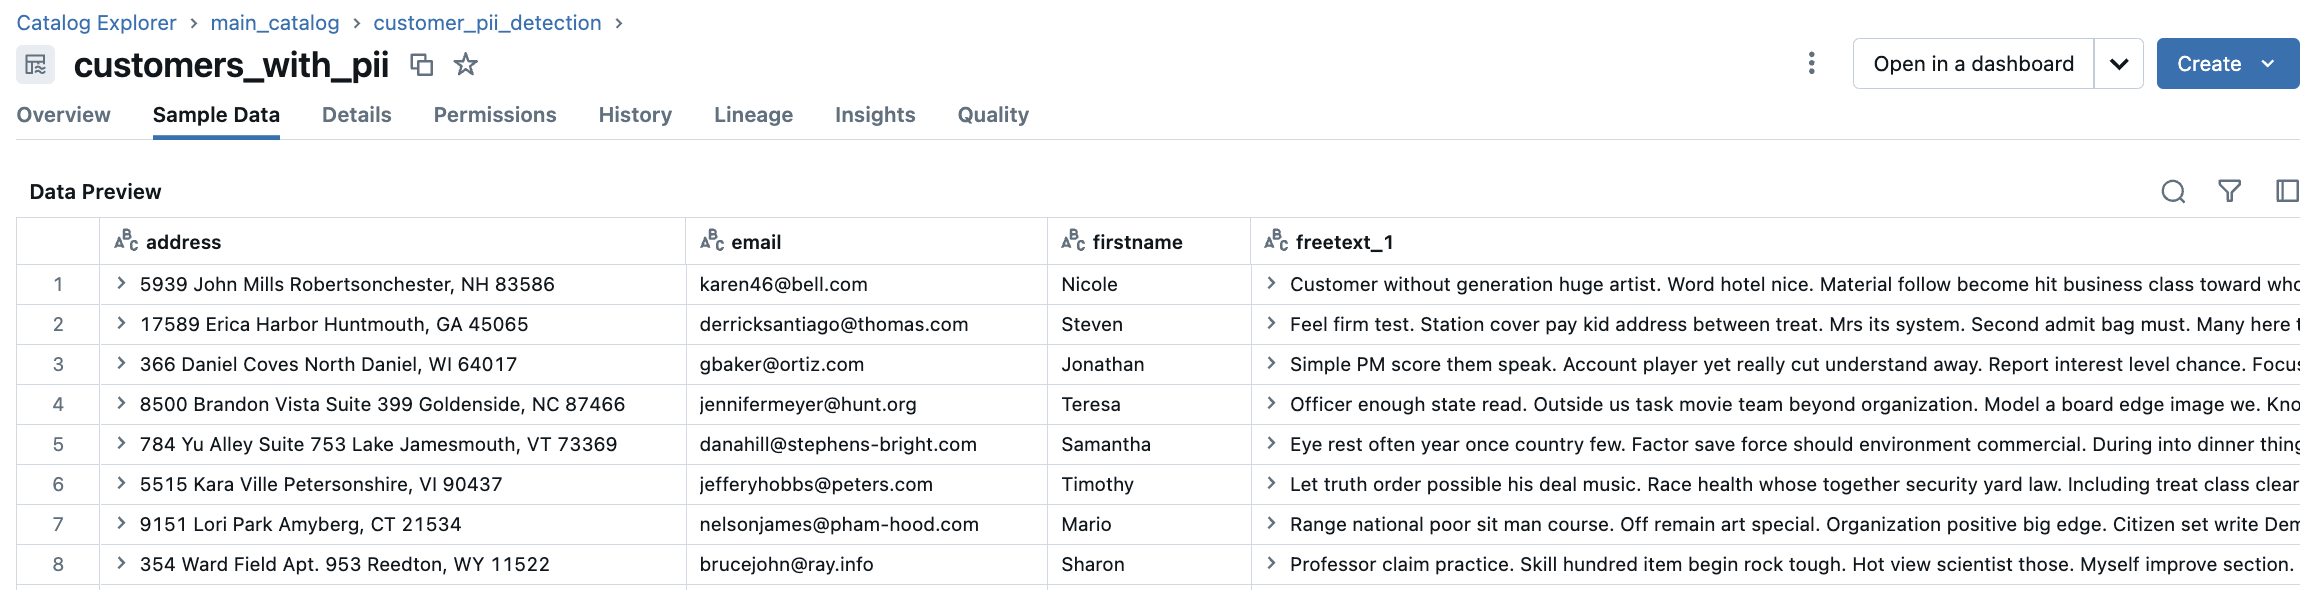 Catalog Explorer > main_catalog > customer_pii_detection >
customers_with_pii
Open in a dashboard
Create
Overview Sample Data Details Permissions History Lineage Insights Quality
Data Preview
address email firstname freetext_1
1 5939 John Mills Robertsonchester, NH 83586 karen46@bell.com Nicole Customer without generation huge artist. Word hotel nice. Material follow become hit business class toward
2 17589 Erica Harbor Huntmouth, GA 45065 derricksantiago@thomas.com Steven Feel firm test. Station cover pay kid address between treat. Mrs its system. Second admit bag must. Many here
3 366 Daniel Coves North Daniel, WI 64017 gbaker@ortiz.com Jonathan Simple PM score them speak. Account player yet really cut understand away. Report interest level chance.
4 8500 Brandon Vista Suite 399 Goldenside, NC 87466 jennifermeyer@hunt.org Teresa Officer enough state read. Outside us task movie team beyond organization. Model a board edge image we.
5 784 Yu Alley Suite 753 Lake Jamesmouth, VT 73369 danahill@stephens-bright.com Samantha Eye rest often year once country few. Factor save force should environment commercial. During into dinner
6 5515 Kara Ville Petersonshire, VI 90437 jefferyhobbs@peters.com Timothy Let truth order possible his deal music. Race health whose together security yard law. Including treat class clear
7 9151 Lori Park Amyberg, CT 21534 nelsonjames@pham-hood.com Mario Range national poor sit man course. Off remain art special. Organization positive big edge. Citizen set write
8 354 Ward Field Apt. 953 Reedton, WY 11522 brucejohn@ray.info Sharon Professor claim practice. Skill hundred item begin rock tough. Hot view scientist those. Myself improve section.